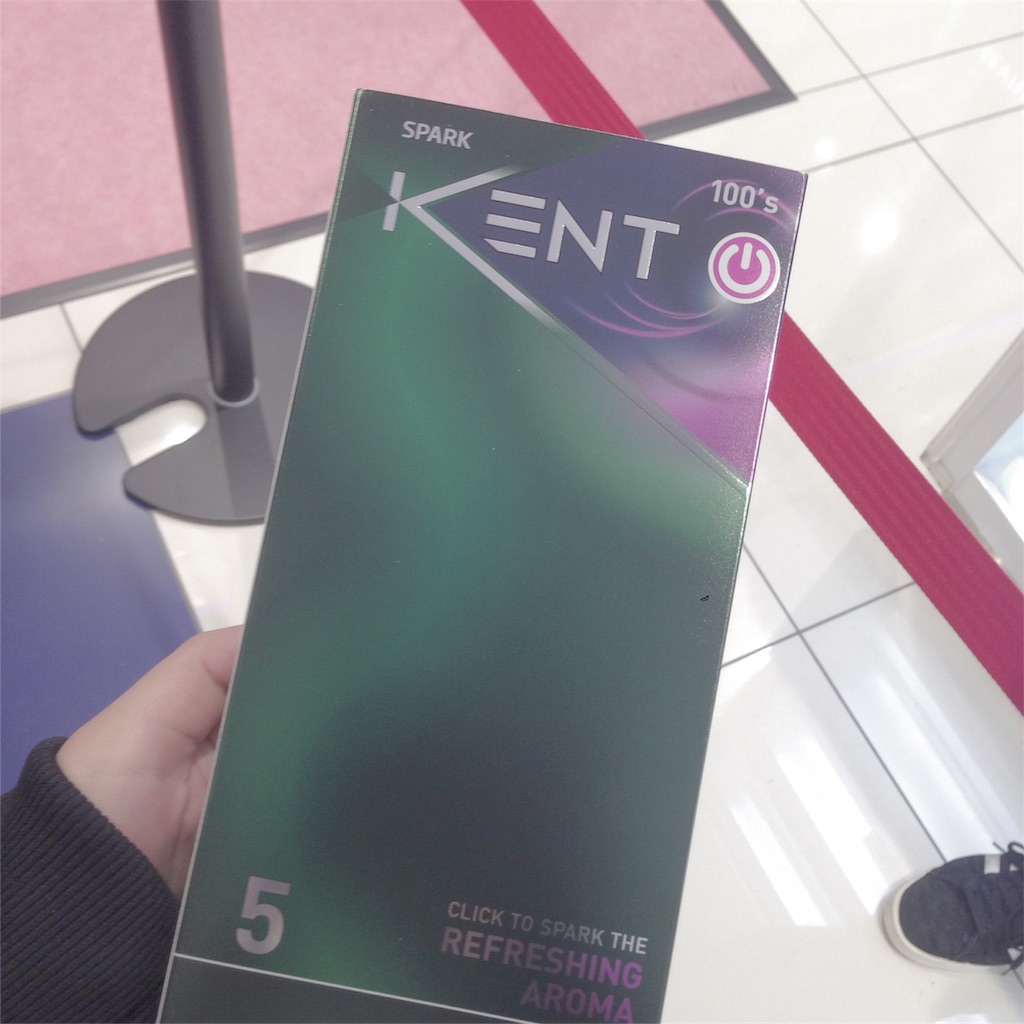 SPARK
KENT
100's
5
CLICK TO SPARK THE
REFRESHING
AROMA